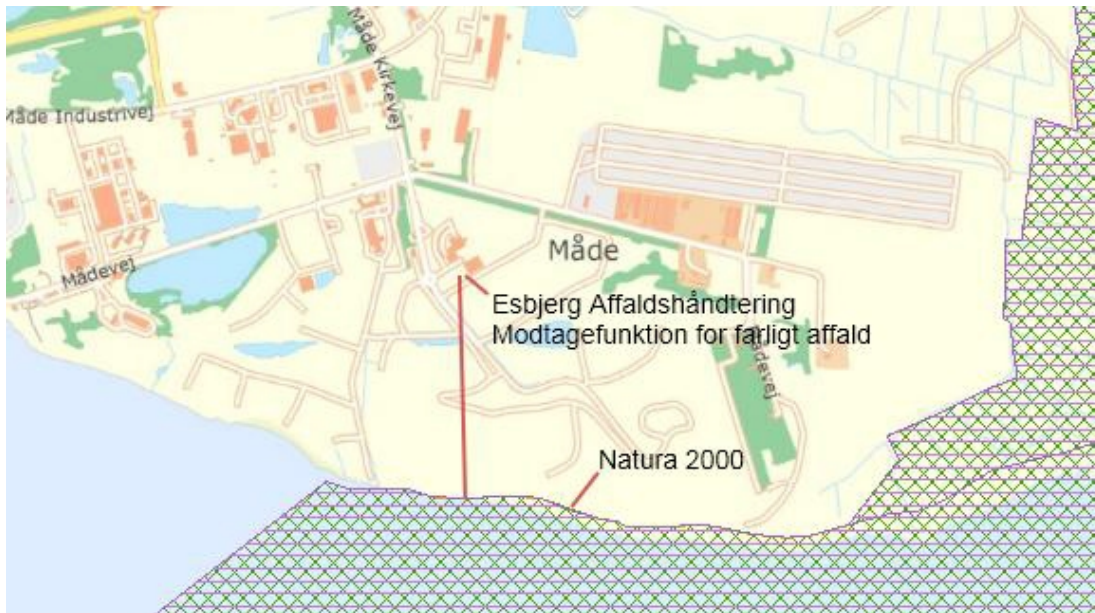 Måde Kirkevej
Måde Industrivej
Måde
Mådevej
Esbjerg Affaldshåndtering
Modtagefunktion for farligt affald
Natura 2000